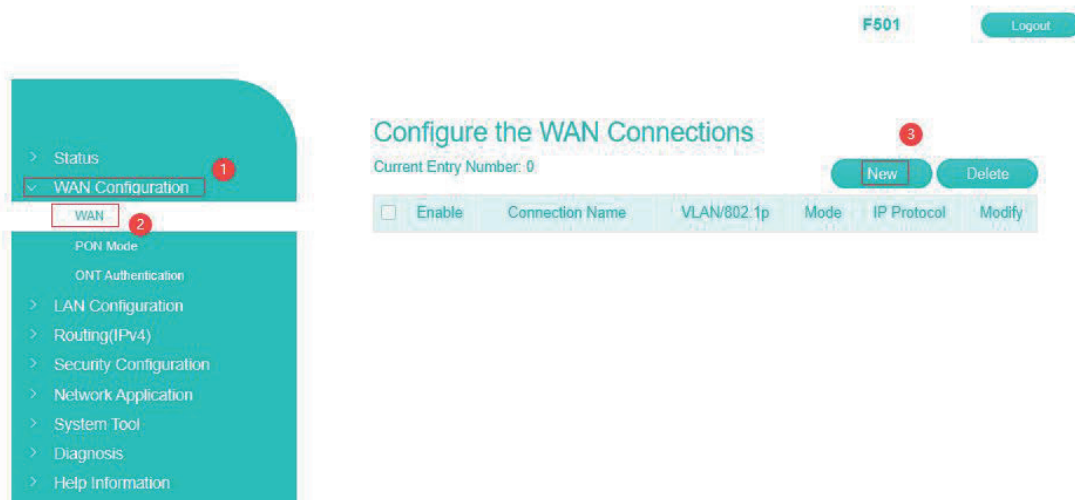 F501 Logout
Configure the WAN Connections
3
Current Entry Number: 0
New Delete
Enable Connection Name VLAN/802.1p Mode IP Protocol Modify
> Status
1
WAN Configuration
WAN
2
PON Mode
ONT Authentication
> LAN Configuration
> Routing(IPv4)
> Security Configuration
> Network Application
> System Tool
> Diagnosis
> Help Information